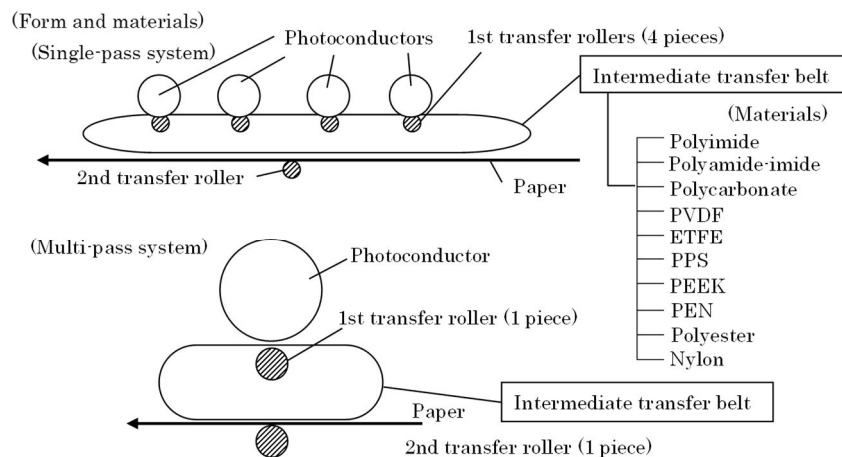 (Form and materials)
(Single-pass system)
Photoconductors
1st transfer rollers (4 pieces)
Intermediate transfer belt
(Materials)
Polyimide
Polyamide-imide
Polycarbonate
PVDF
ETFE
PPS
PEEK
PEN
Polyester
Nylon
2nd transfer roller
Paper
(Multi-pass system)
Photoconductor
1st transfer roller (1 piece)
Intermediate transfer belt
Paper
2nd transfer roller (1 piece)